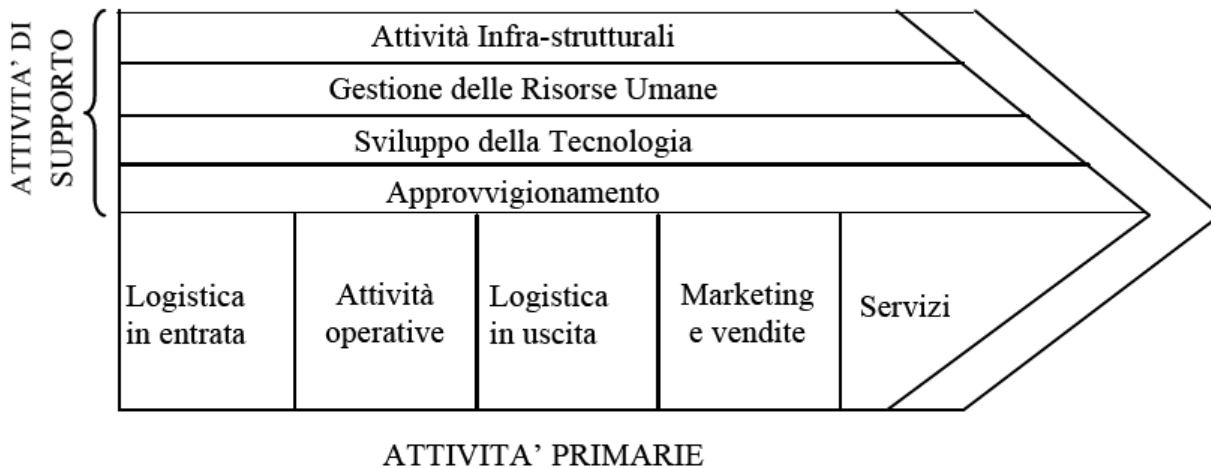 ATTIVITA' DI
SUPPORTO
Attività Infra-strutturali
Gestione delle Risorse Umane
Sviluppo della Tecnologia
Approvvigionamento
Logistica
in entrata
Attività
operative
Logistica
in uscita
Marketing
e vendite
Servizi
ATTIVITA' PRIMARIE